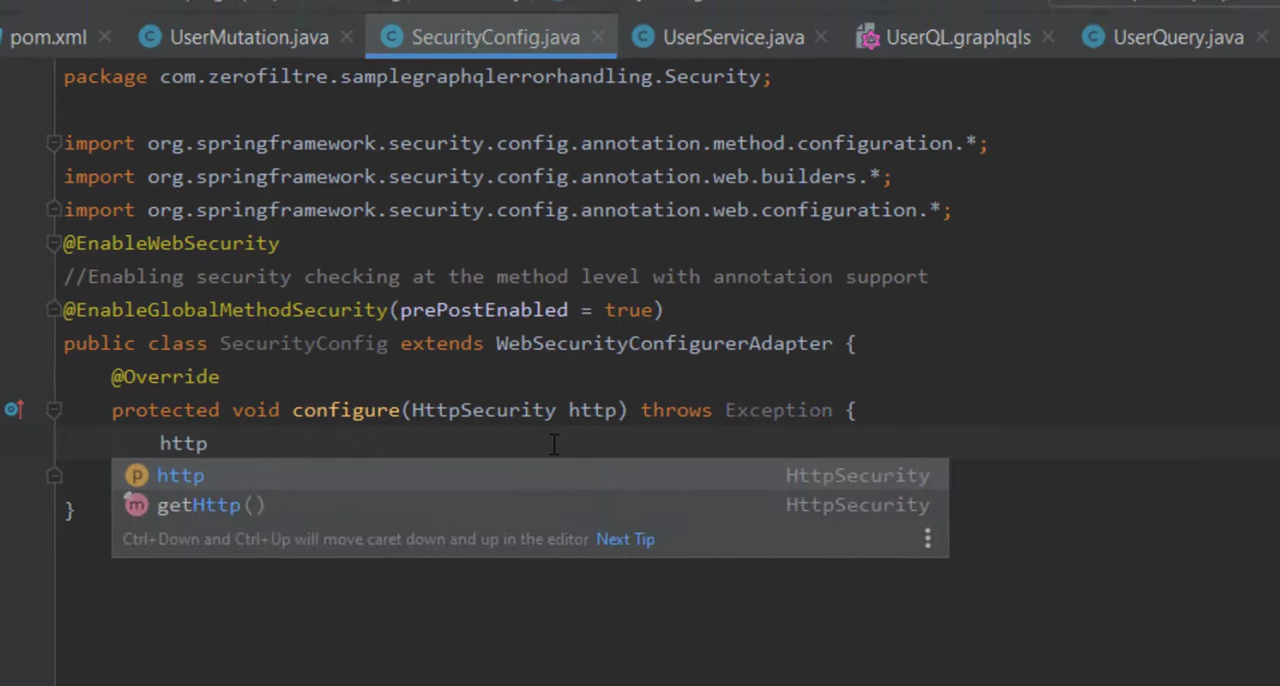 pom.xml UserMutation.java SecurityConfig.java UserService.java UserQL.graphqls UserQuery.java
package com.zerofiltre.samplegraphqlerrorhandling.Security;
import org.springframework.security.config.annotation.method.configuration.*;
import org.springframework.security.config.annotation.web.builders.*;
import org.springframework.security.config.annotation.web.configuration.*;
@EnableWebSecurity
//Enabling security checking at the method level with annotation support
@EnableGlobalMethodSecurity(prePostEnabled = true)
public class SecurityConfig extends WebSecurityConfigurerAdapter {
@Override
protected void configure(HttpSecurity http) throws Exception {
http
p http HttpSecurity
m getHttp() HttpSecurity
Ctrl+Down and Ctrl+Up will move caret down and up in the editor Next Tip
}